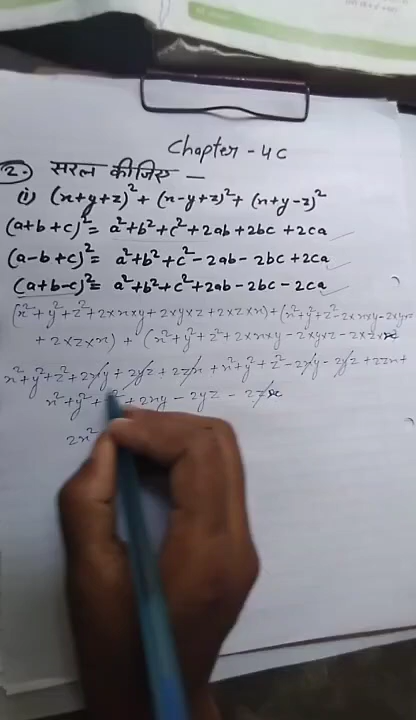 Chapter - 4C
2. सरल कीजिए —
i) (x+y+z)² + (x-y+z)² + (x+y-z)²
(a+b+c)² = a²+b²+c²+2ab+2bc+2ca
(a-b+c)² = a²+b²+c²-2ab-2bc+2ca
(a+b-c)² = a²+b²+c²+2ab-2bc-2ca
(x²+y²+z²+2×x×y+2×y×z+2×z×x)+(x²+y²+z²-2×x×y-2×y×z
+2×z×x)+(x²+y²+z²+2×x×y-2×y×z-2×z×x
x²+y²+z²+2xy+2yz+2zx+x²+y²+z²-2xy-2yz+2zx+
x²+y²+z²+2xy-2yz-2zx
2x²